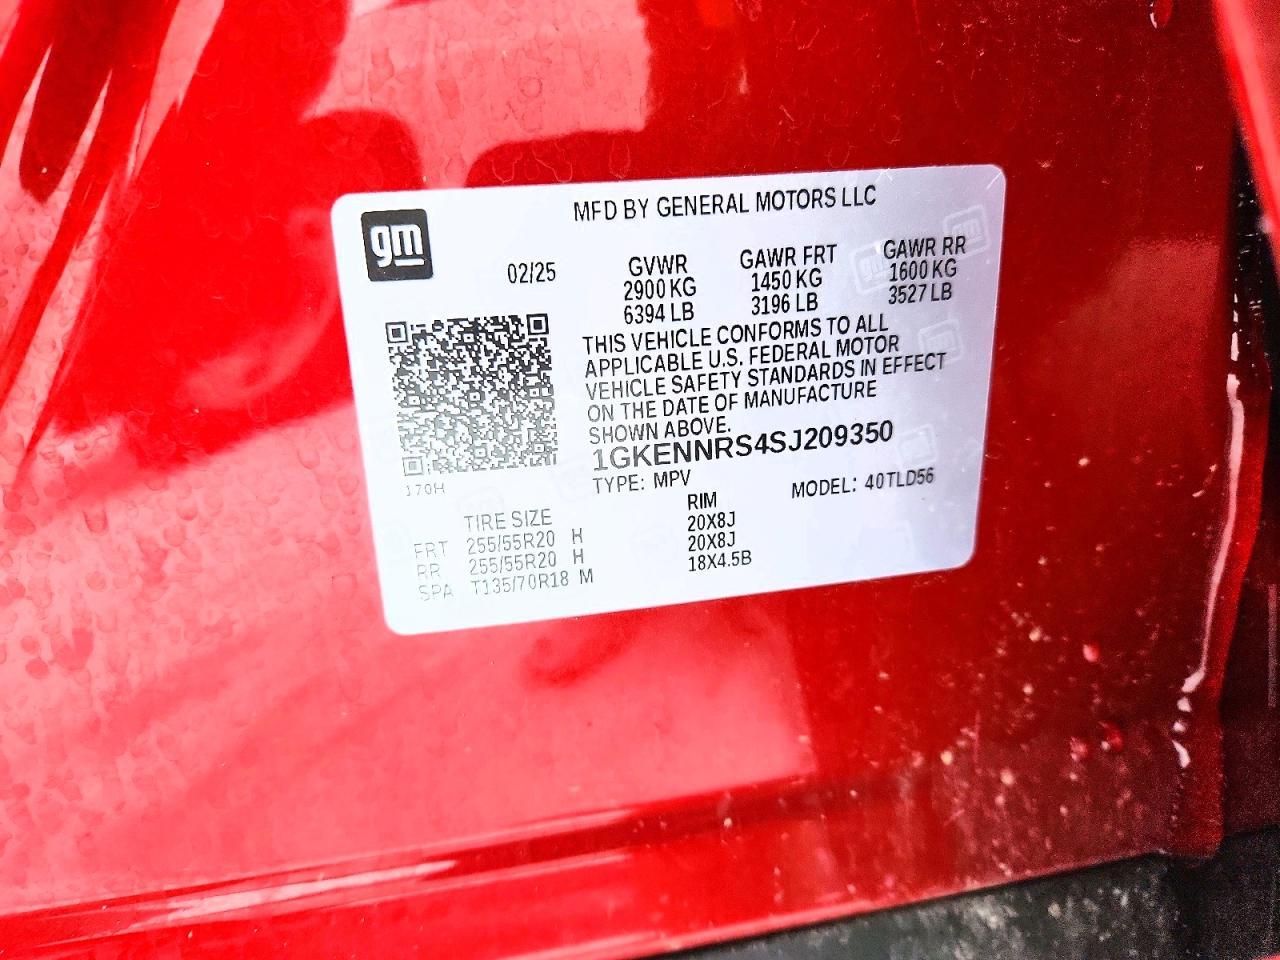 MFD BY GENERAL MOTORS LLC
gm
02/25
GVWR GAWR FRT GAWR RR
2900 KG 1450 KG 1600 KG
6394 LB 3196 LB 3527 LB
THIS VEHICLE CONFORMS TO ALL
APPLICABLE U.S. FEDERAL MOTOR
VEHICLE SAFETY STANDARDS IN EFFECT
ON THE DATE OF MANUFACTURE
SHOWN ABOVE.
1GKENNRS4SJ209350
TYPE: MPV MODEL: 40TLD56
170H
TIRE SIZE RIM
FRT 255/55R20 H 20X8J
RR 255/55R20 H 20X8J
SPA T135/70R18 M 18X4.5B